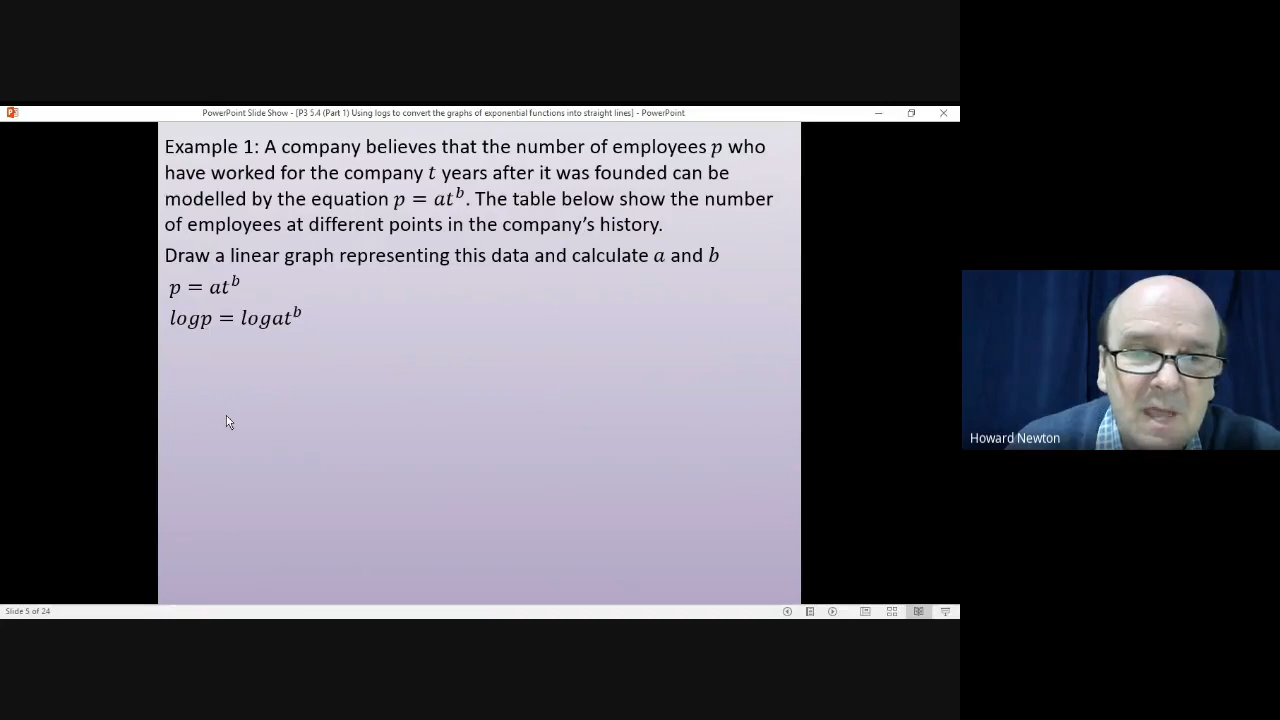 PowerPoint Slide Show - [P3 5.4 (Part 1) Using logs to convert the graphs of exponential functions into straight lines] - PowerPoint
Example 1: A company believes that the number of employees p who
have worked for the company t years after it was founded can be
modelled by the equation p = at^b. The table below show the number
of employees at different points in the company's history.
Draw a linear graph representing this data and calculate a and b
p = at^b
logp = logat^b
Howard Newton
Slide 5 of 24